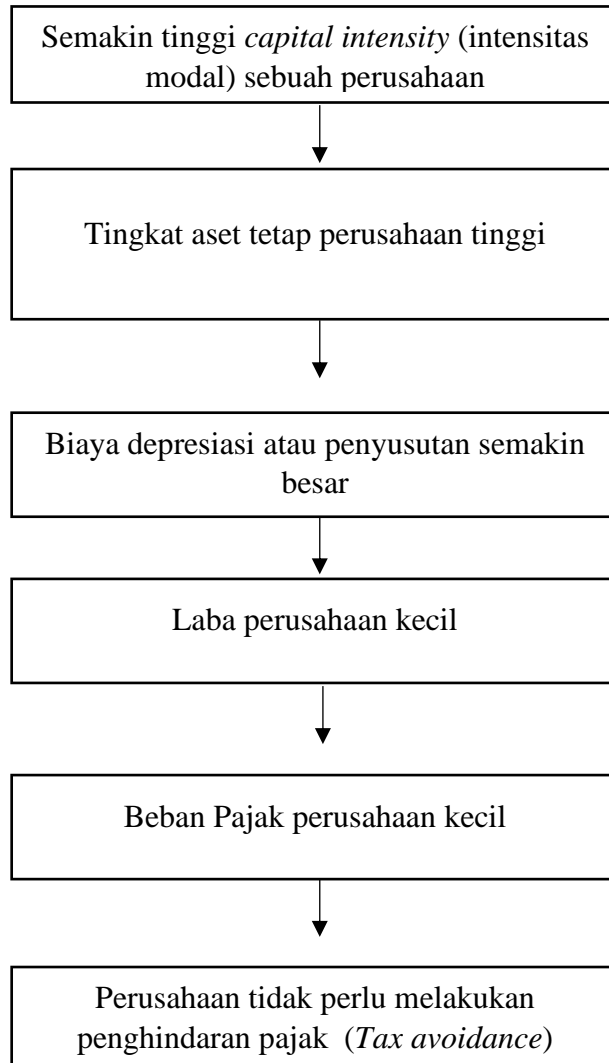 Semakin tinggi capital intensity (intensitas
modal) sebuah perusahaan
Tingkat aset tetap perusahaan tinggi
Biaya depresiasi atau penyusutan semakin
besar
Laba perusahaan kecil
Beban Pajak perusahaan kecil
Perusahaan tidak perlu melakukan
penghindaran pajak  (Tax avoidance)